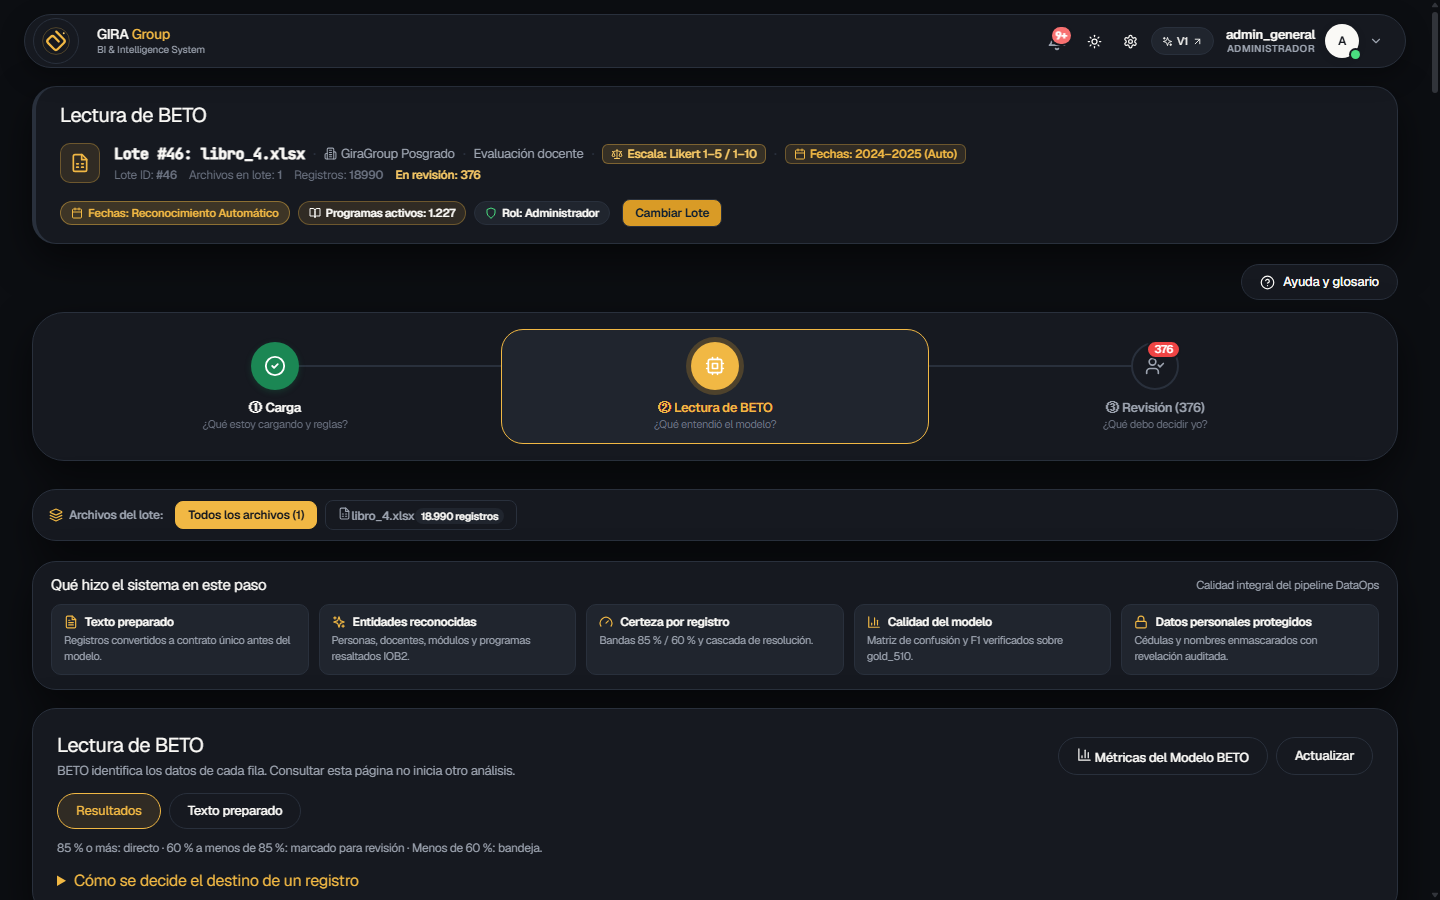 GIRA Group
BI & Intelligence System
9+
V1
admin_general
ADMINISTRADOR
A
Lectura de BETO
Lote #46: libro_4.xlsx · GiraGroup Posgrado · Evaluación docente · Escala: Likert 1–5 / 1–10 · Fechas: 2024–2025 (Auto)
Lote ID: #46 Archivos en lote: 1 Registros: 18990 En revisión: 376
Fechas: Reconocimiento Automático Programas activos: 1.227 Rol: Administrador Cambiar Lote
Ayuda y glosario
376
① Carga
¿Qué estoy cargando y reglas?
② Lectura de BETO
¿Qué entendió el modelo?
③ Revisión (376)
¿Qué debo decidir yo?
Archivos del lote: Todos los archivos (1) libro_4.xlsx 18.990 registros
Qué hizo el sistema en este paso
Calidad integral del pipeline DataOps
Texto preparado
Registros convertidos a contrato único antes del
modelo.
Entidades reconocidas
Personas, docentes, módulos y programas
resaltados IOB2.
Certeza por registro
Bandas 85 % / 60 % y cascada de resolución.
Calidad del modelo
Matriz de confusión y F1 verificados sobre
gold_510.
Datos personales protegidos
Cédulas y nombres enmascarados con
revelación auditada.
Lectura de BETO
BETO identifica los datos de cada fila. Consultar esta página no inicia otro análisis.
Métricas del Modelo BETO
Actualizar
Resultados
Texto preparado
85 % o más: directo · 60 % a menos de 85 %: marcado para revisión · Menos de 60 %: bandeja.
Cómo se decide el destino de un registro